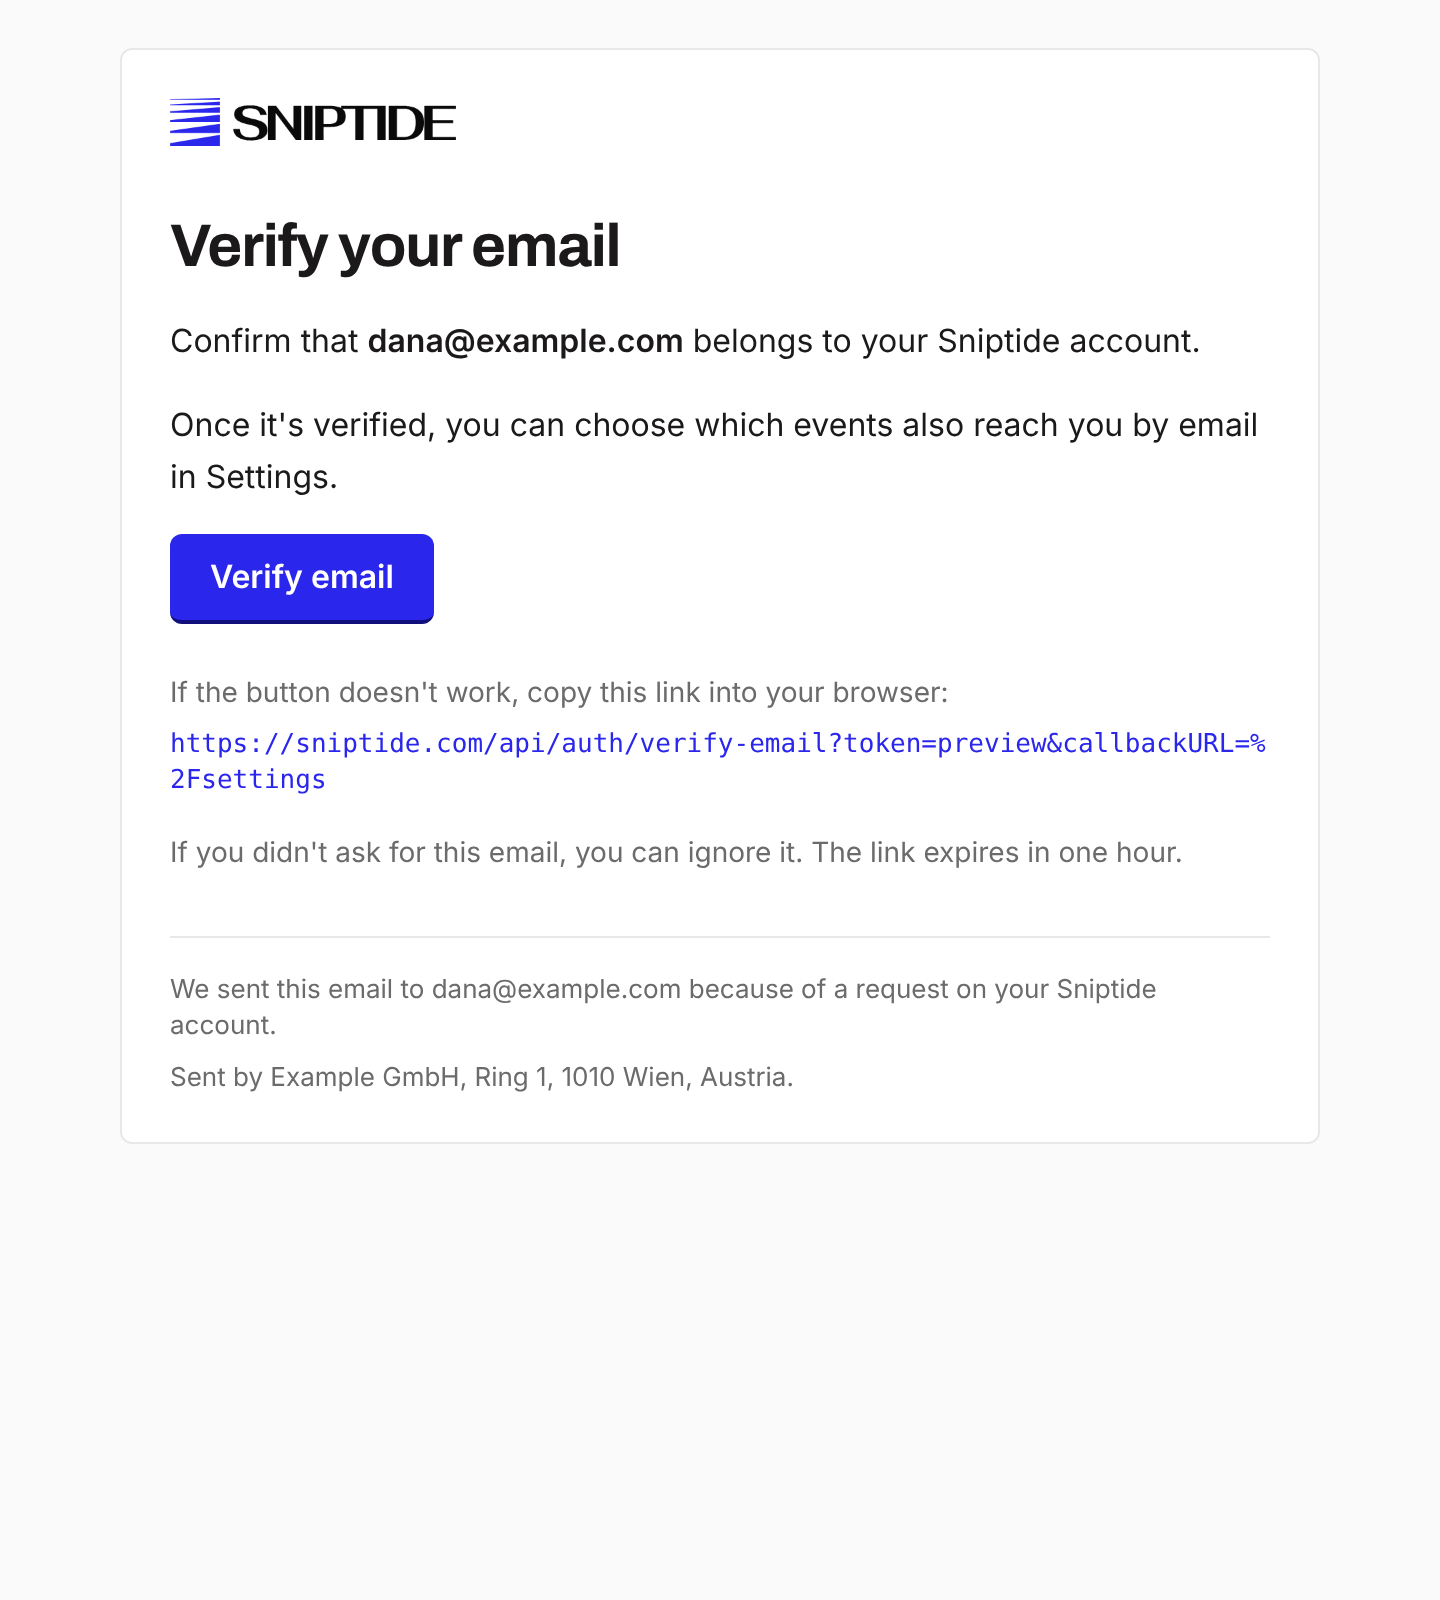 SNIPTIDE
Verify your email
Confirm that dana@example.com belongs to your Sniptide account.
Once it's verified, you can choose which events also reach you by email
in Settings.
Verify email
If the button doesn't work, copy this link into your browser:
https://sniptide.com/api/auth/verify-email?token=preview&callbackURL=%
2Fsettings
If you didn't ask for this email, you can ignore it. The link expires in one hour.
We sent this email to dana@example.com because of a request on your Sniptide
account.
Sent by Example GmbH, Ring 1, 1010 Wien, Austria.